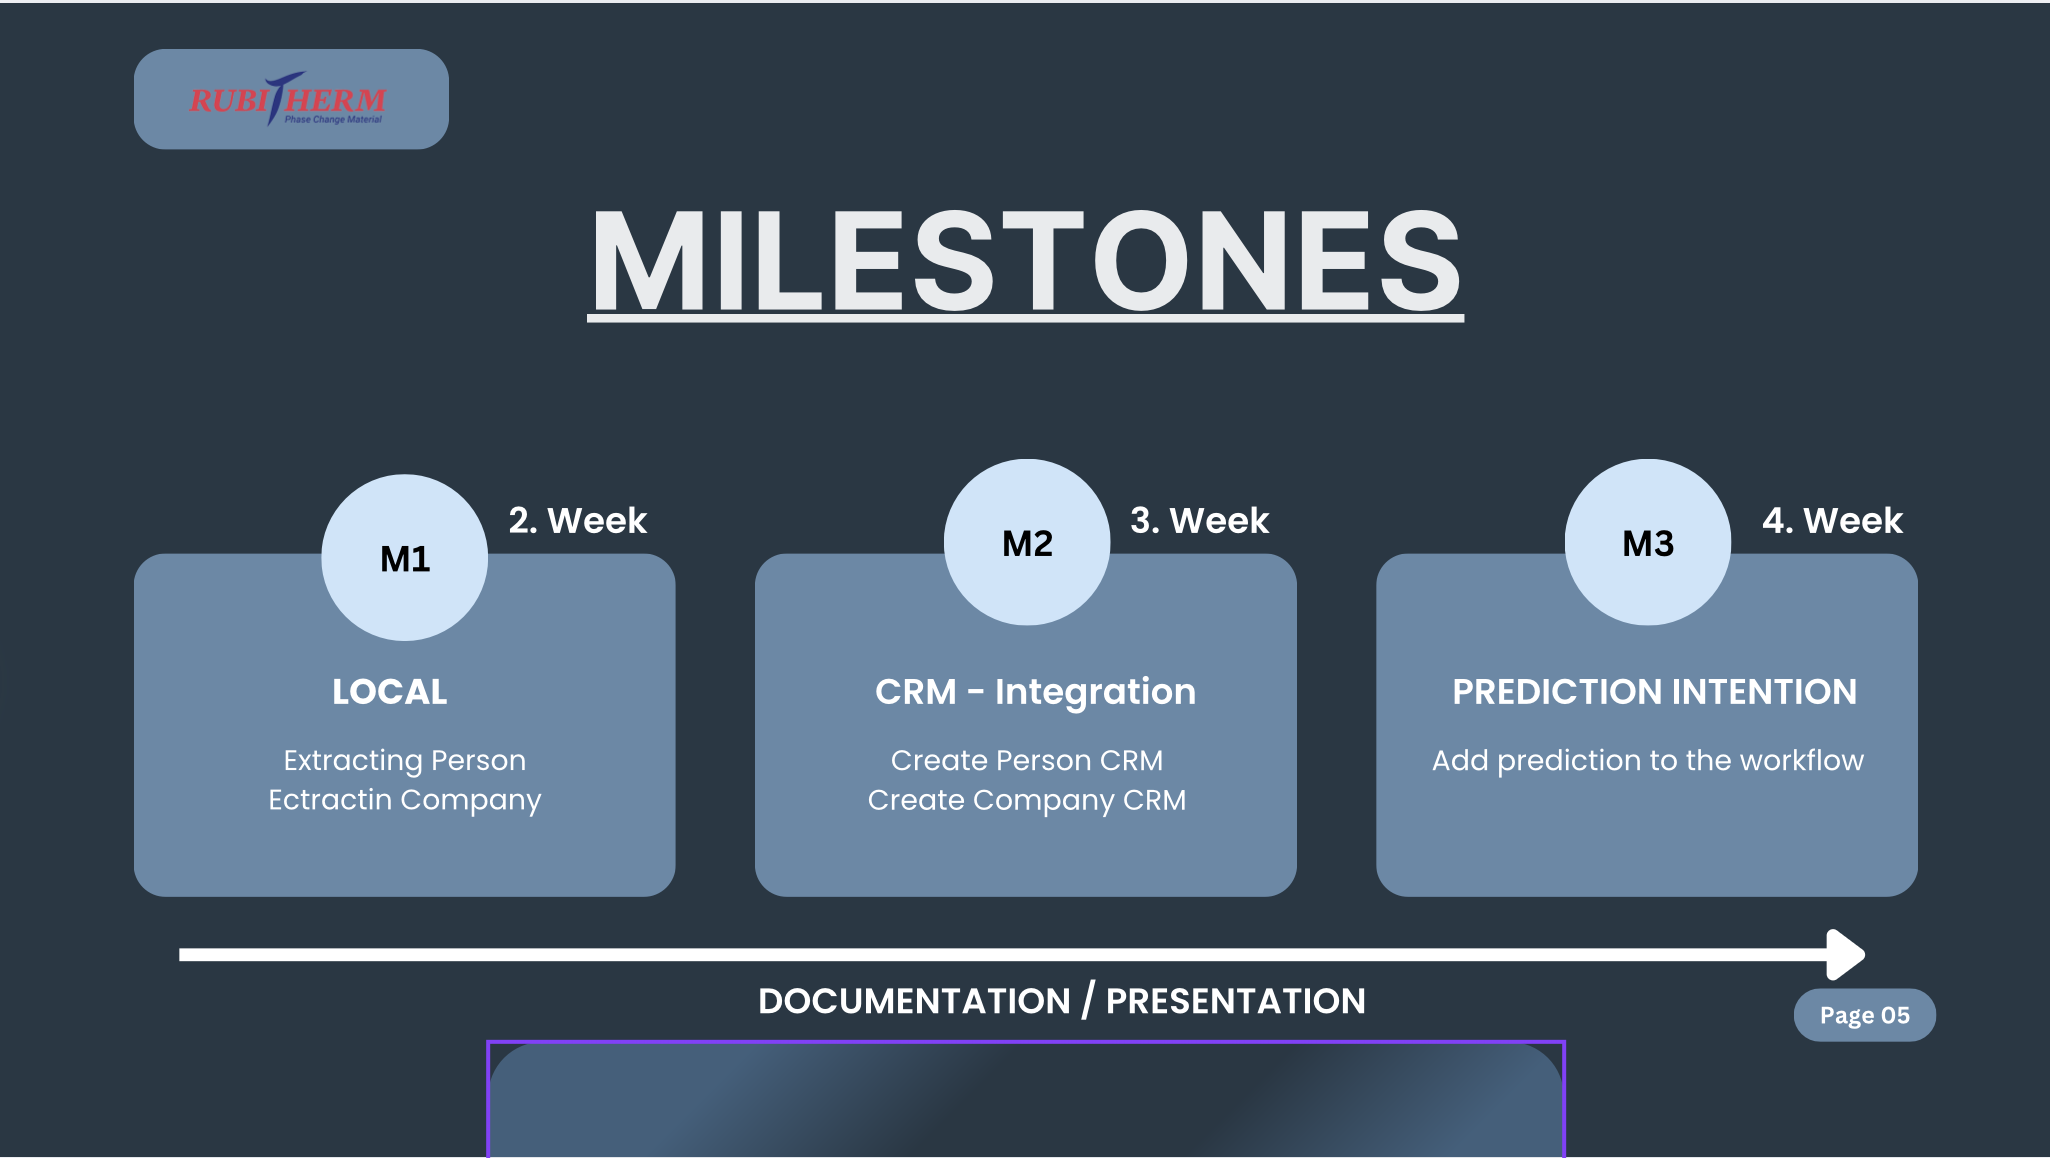 RUBITHERM
Phase Change Material
MILESTONES
M1
2. Week
LOCAL
Extracting Person
Ectractin Company
M2
3. Week
CRM - Integration
Create Person CRM
Create Company CRM
M3
4. Week
PREDICTION INTENTION
Add prediction to the workflow
DOCUMENTATION / PRESENTATION
Page 05